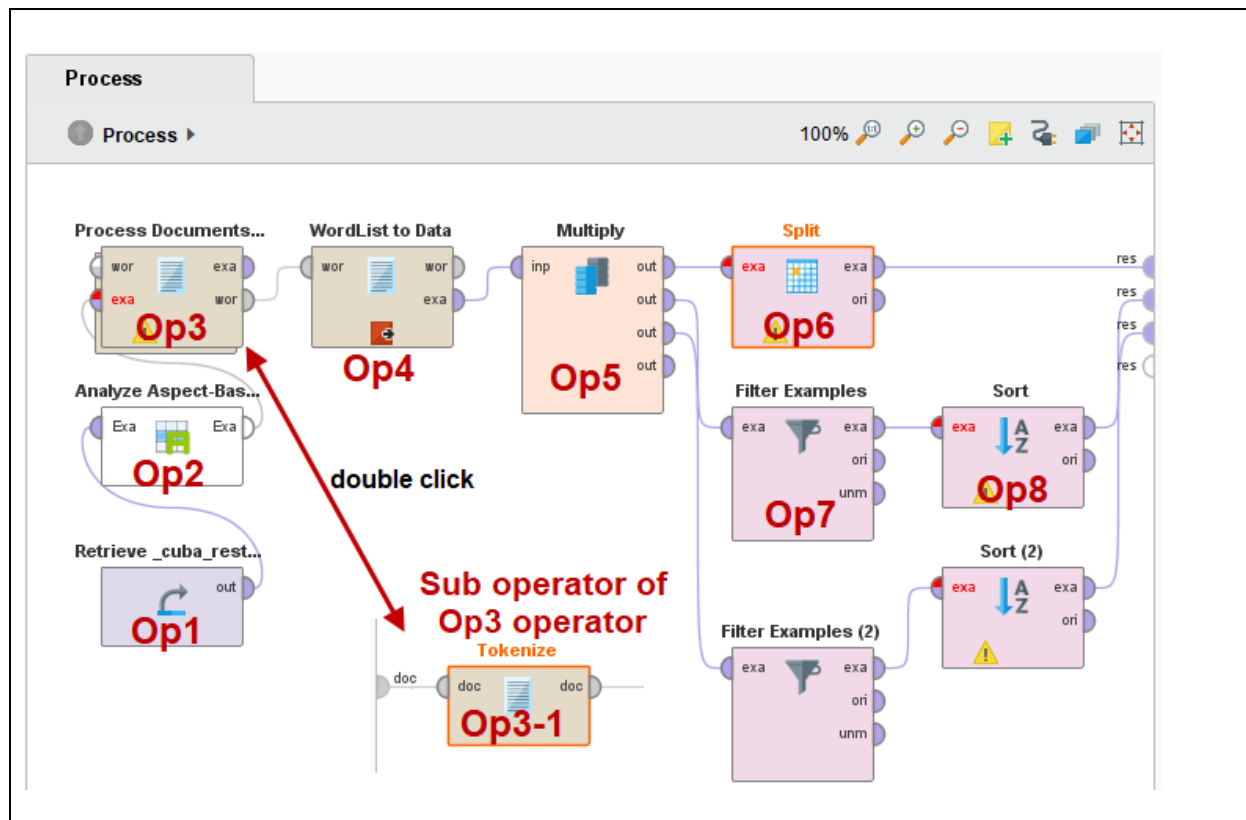 Process
Process
100%
Process Documents...
WordList to Data
Multiply
Split
wor
exa
exa
wor
Op3
wor
wor
exa
Op4
inp
out
out
out
out
Op5
exa
exa
ori
Op6
res
res
res
res
Analyze Aspect-Bas...
Exa
Exa
Op2
double click
Filter Examples
exa
exa
ori
unm
Op7
Sort
exa
exa
ori
Op8
Retrieve _cuba_rest...
out
Op1
Sub operator of
Op3 operator
Tokenize
doc
doc
doc
Op3-1
Filter Examples (2)
exa
exa
ori
unm
Sort (2)
exa
exa
ori